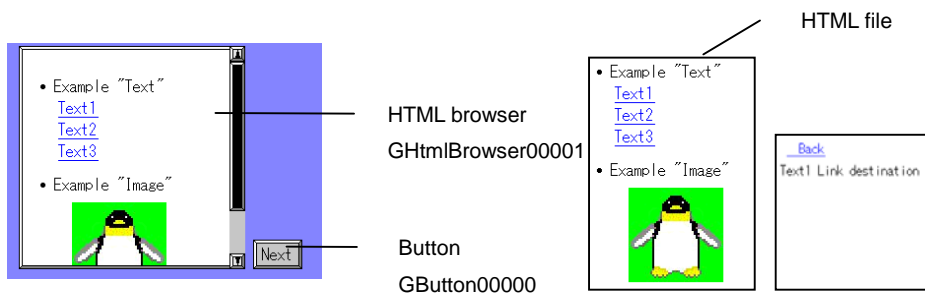 HTML file
• Example "Text"
Text1
Text2
Text3
• Example "Image"
Next
HTML browser
GHtmlBrowser00001
Button
GButton00000
• Example "Text"
Text1
Text2
Text3
• Example "Image"
Back
Text1 Link destination